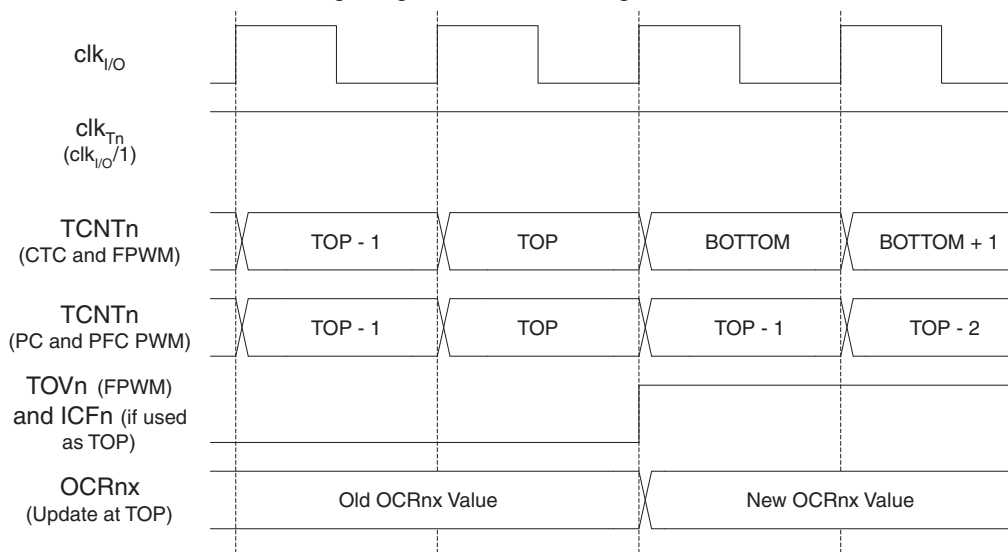 clkI/O
clkTn
(clkI/O/1)
TCNTn
(CTC and FPWM)
TOP - 1 TOP BOTTOM BOTTOM + 1
TCNTn
(PC and PFC PWM)
TOP - 1 TOP TOP - 1 TOP - 2
TOVn (FPWM)
and ICFn (if used
as TOP)
OCRnx
(Update at TOP)
Old OCRnx Value New OCRnx Value